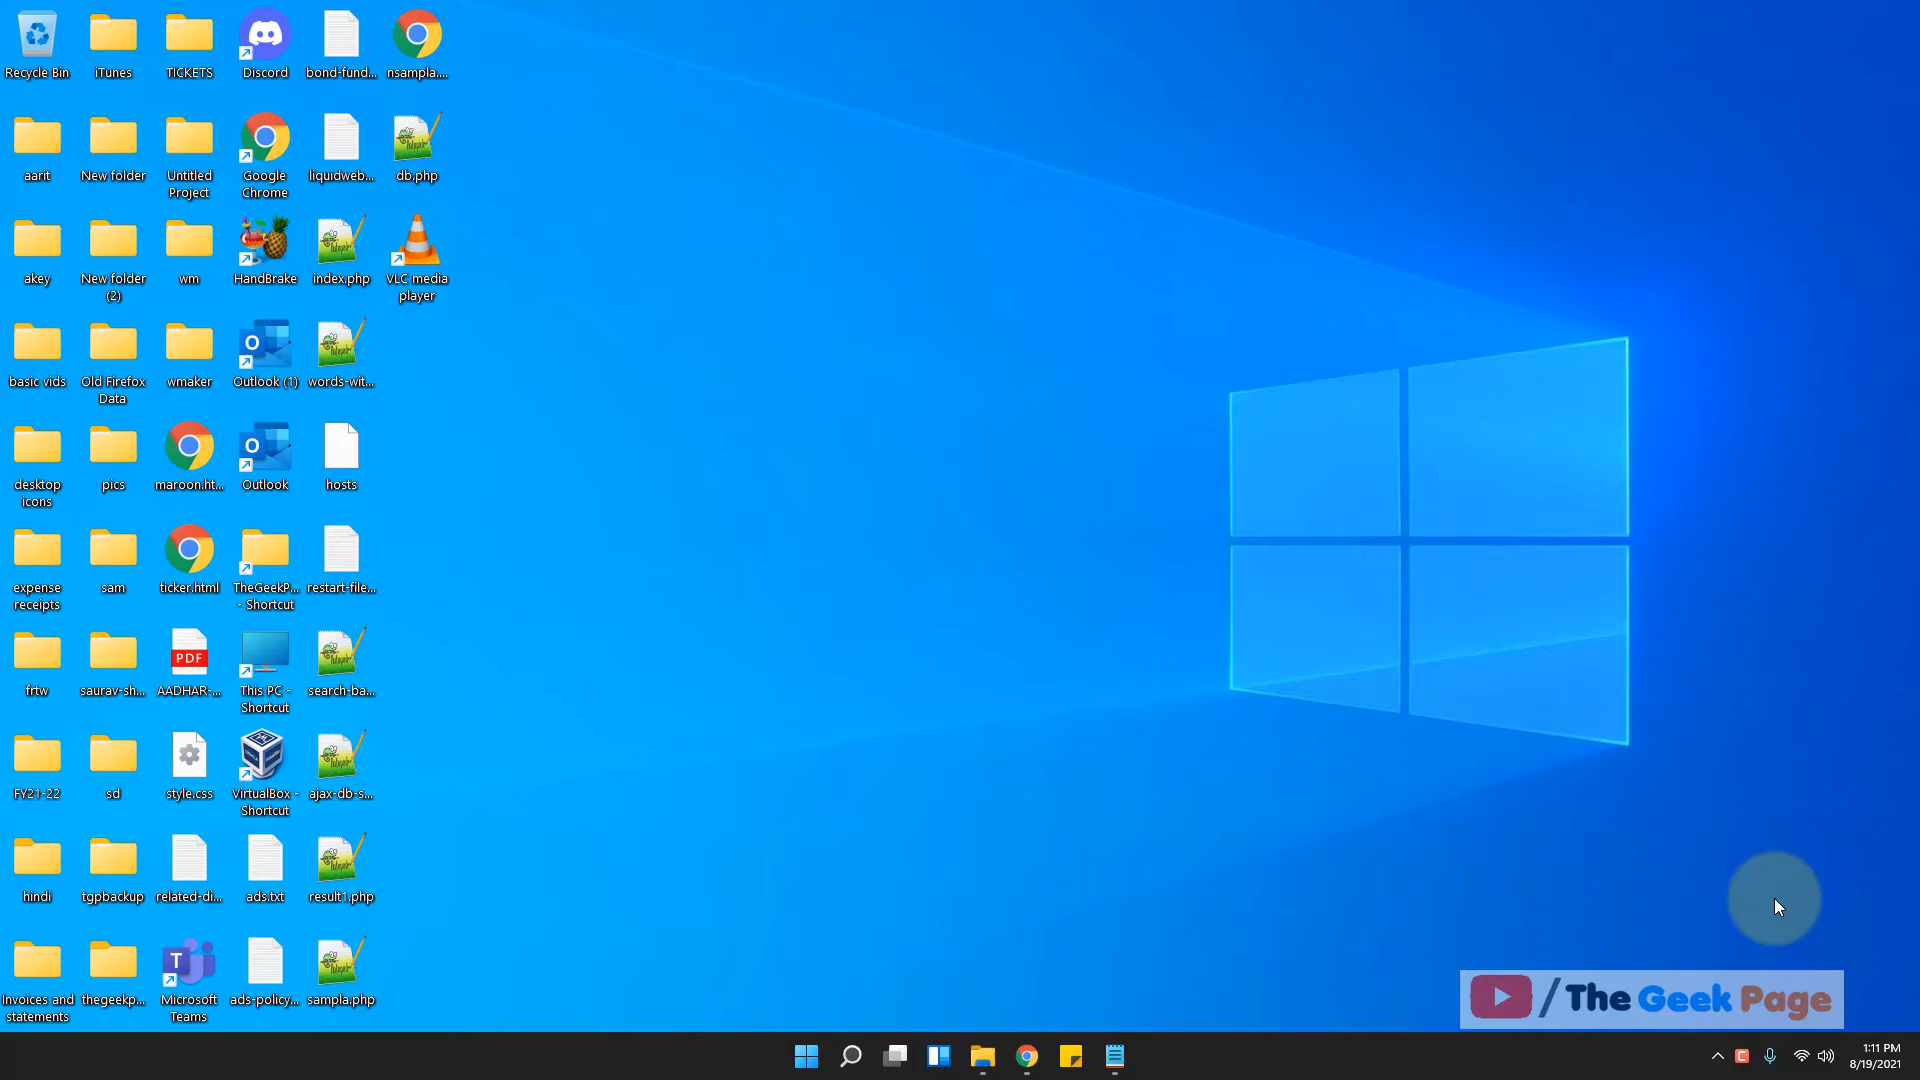 Recycle Bin
iTunes
TICKETS
Discord
bond-fund...
nsampla....
aarit
New folder
Untitled
Project
Google
Chrome
liquidweb...
db.php
akey
New folder
(2)
wm
HandBrake
index.php
VLC media
player
basic vids
Old Firefox
Data
wmaker
Outlook (1)
words-wit...
desktop
icons
pics
maroon.ht...
Outlook
hosts
expense
receipts
sam
ticker.html
TheGeekP...
- Shortcut
restart-file...
frtw
saurav-sh...
PDF
AADHAR-...
This PC -
Shortcut
search-ba...
FY21-22
sd
style.css
VirtualBox -
Shortcut
ajax-db-s...
hindi
tgpbackup
related-di...
ads.txt
result1.php
Invoices and
statements
thegeekp...
Microsoft
Teams
ads-policy...
sampla.php
/ The Geek Page
1:11 PM
8/19/2021